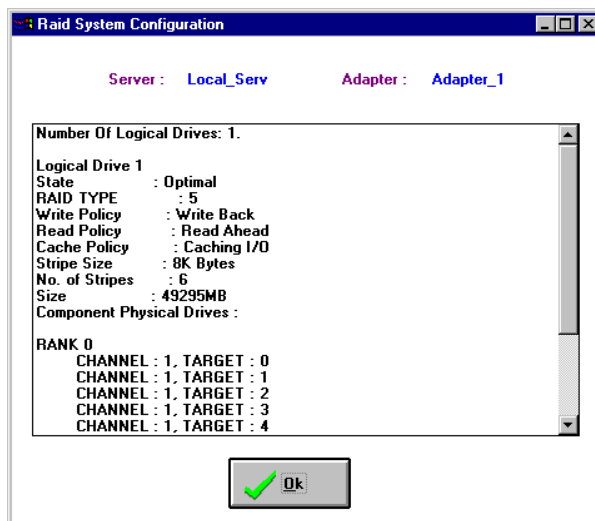 Raid System Configuration
Server : Local_Serv Adapter : Adapter_1
Number Of Logical Drives: 1.
Logical Drive 1
State : Optimal
RAID TYPE : 5
Write Policy : Write Back
Read Policy : Read Ahead
Cache Policy : Caching I/O
Stripe Size : 8K Bytes
No. of Stripes : 6
Size : 49295MB
Component Physical Drives :
RANK 0
CHANNEL : 1, TARGET : 0
CHANNEL : 1, TARGET : 1
CHANNEL : 1, TARGET : 2
CHANNEL : 1, TARGET : 3
CHANNEL : 1, TARGET : 4
Ok